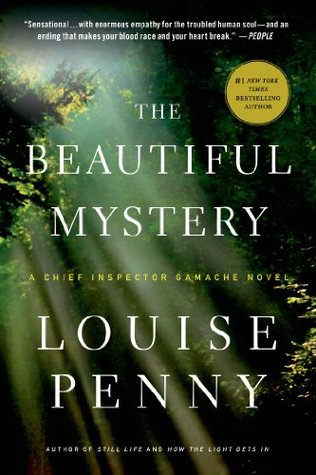 "Sensational...with enormous empathy for the troubled human soul—and an
ending that makes your blood race and your heart break." —PEOPLE
#1 NEW YORK
TIMES
BESTSELLING
AUTHOR
THE
BEAUTIFUL
MYSTERY
A CHIEF INSPECTOR GAMACHE NOVEL
LOUISE
PENNY
AUTHOR OF STILL LIFE AND HOW THE LIGHT GETS IN